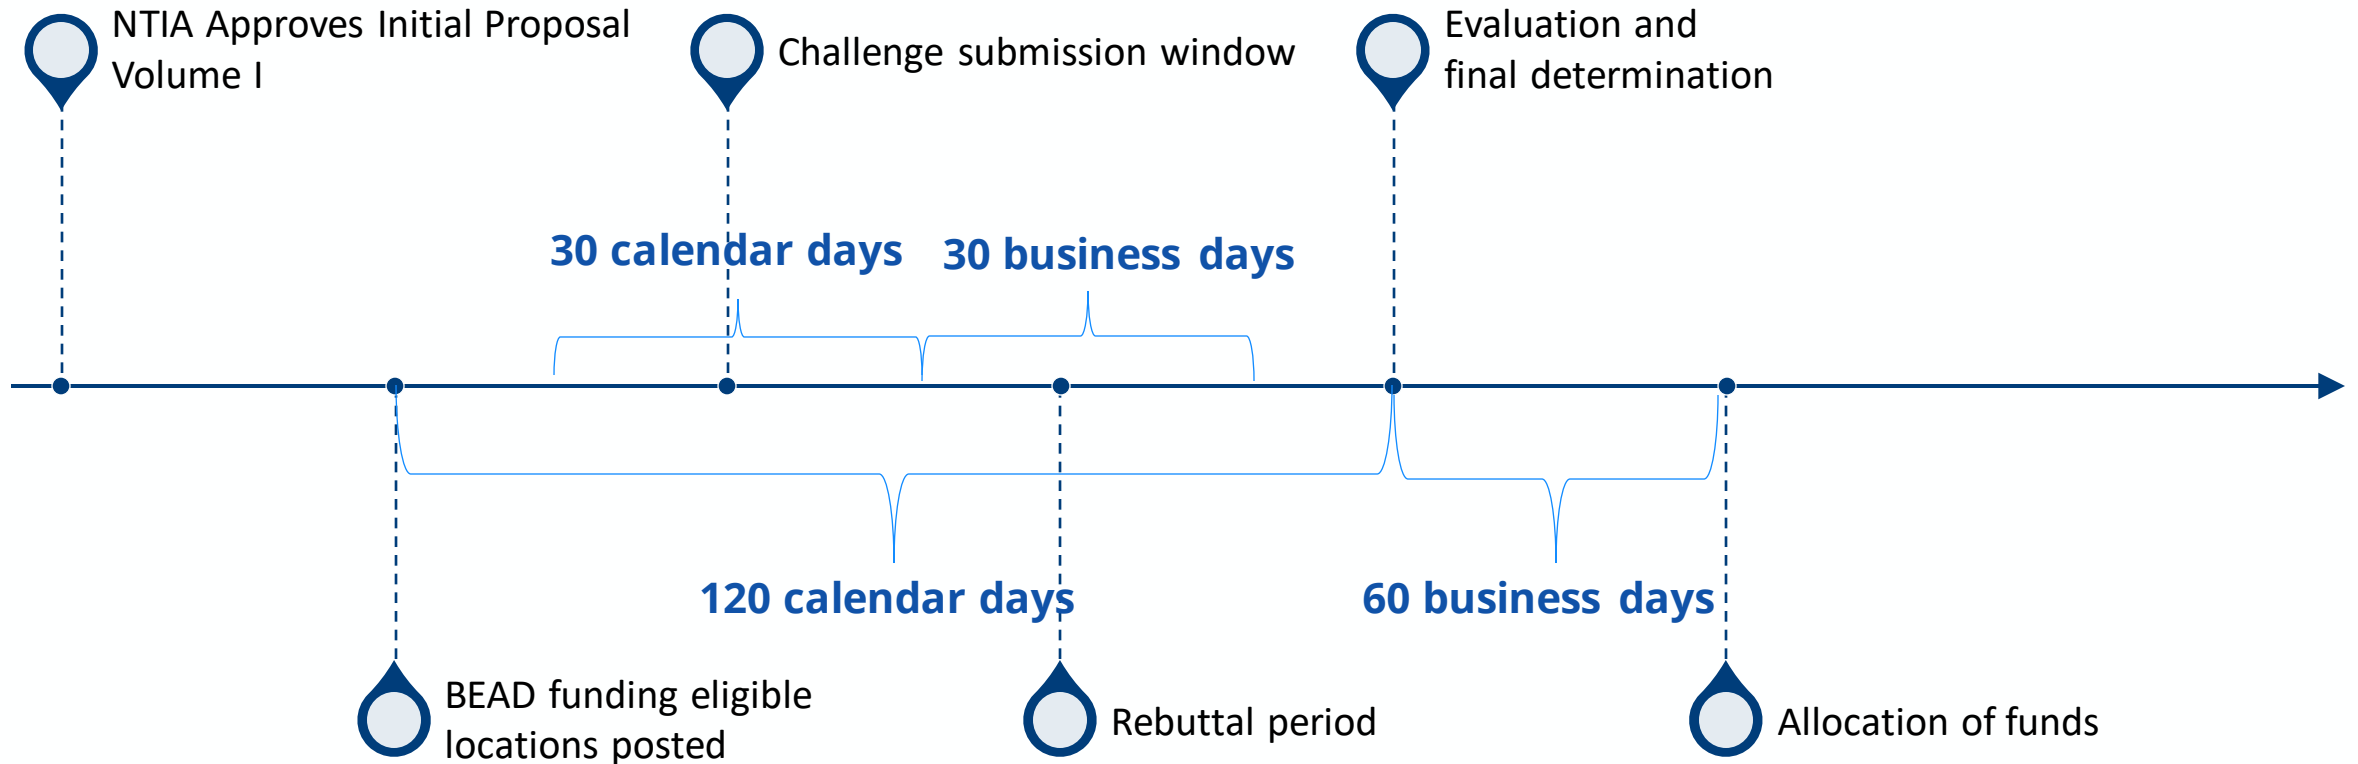 NTIA Approves Initial Proposal
Volume I
Challenge submission window
Evaluation and
final determination
30 calendar days
30 business days
120 calendar days
60 business days
BEAD funding eligible
locations posted
Rebuttal period
Allocation of funds